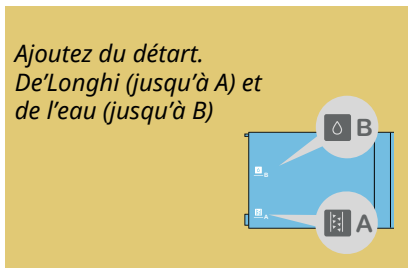 Ajoutez du détart.
De'Longhi (jusqu'à A) et
de l'eau (jusqu'à B)
B
B
A
A